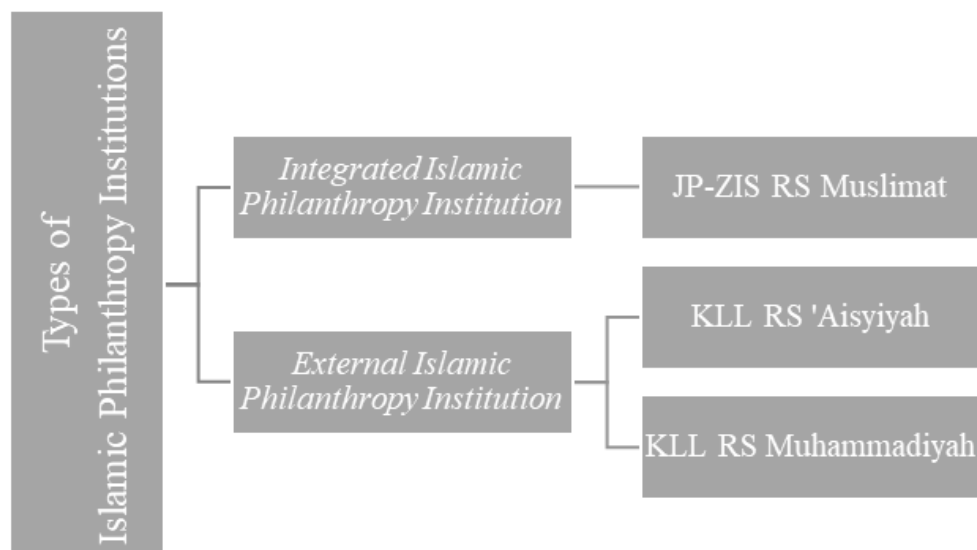 Types of
Islamic Philanthropy Institutions
Integrated Islamic
Philanthropy Institution
JP-ZIS RS Muslimat
External Islamic
Philanthropy Institution
KLL RS 'Aisyiyah
KLL RS Muhammadiyah